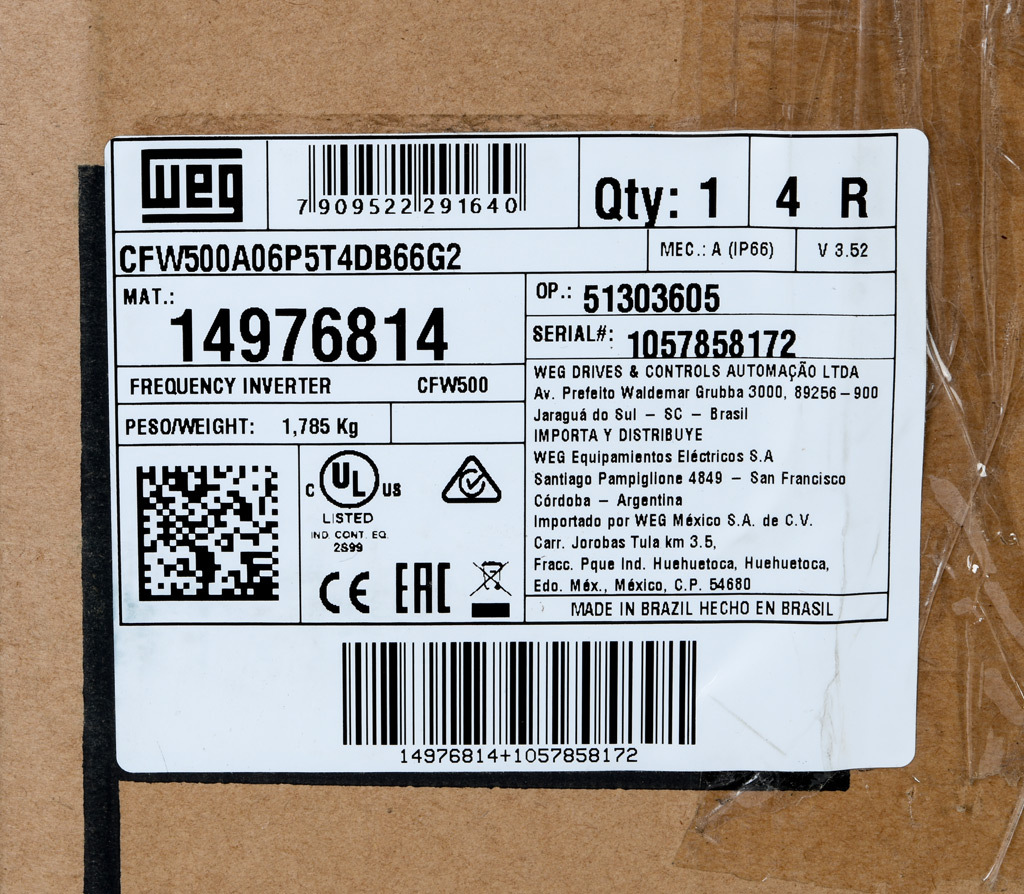 weg
7 909522 291640
Qty: 1
4 R
CFW500A06P5T4DB66G2
MEC.: A (IP66)
V 3.52
MAT.:
14976814
OP.: 51303605
SERIAL#: 1057858172
FREQUENCY INVERTER CFW500
PESO/WEIGHT: 1,785 Kg
WEG DRIVES & CONTROLS AUTOMAÇÃO LTDA
Av. Prefeito Waldemar Grubba 3000, 89256-900
Jaraguá do Sul - SC - Brasil
IMPORTA Y DISTRIBUYE
WEG Equipamientos Eléctricos S.A
Santiago Pampiglione 4849 - San Francisco
Córdoba - Argentina
Importado por WEG México S.A. de C.V.
Carr. Jorobas Tula km 3.5,
Fracc. Pque Ind. Huehuetoca, Huehuetoca,
Edo. Méx., México, C.P. 54680
MADE IN BRAZIL HECHO EN BRASIL
C UL US
LISTED
IND. CONT. EQ.
2S99
CE EAC
14976814+1057858172